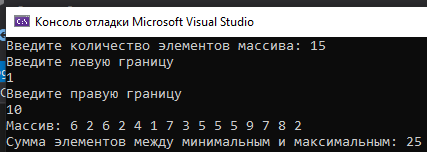 Консоль отладки Microsoft Visual Studio
Введите количество элементов массива: 15
Введите левую границу
1
Введите правую границу
10
Массив: 6 2 6 2 4 1 7 3 5 5 5 9 7 8 2
Сумма элементов между минимальным и максимальным: 25